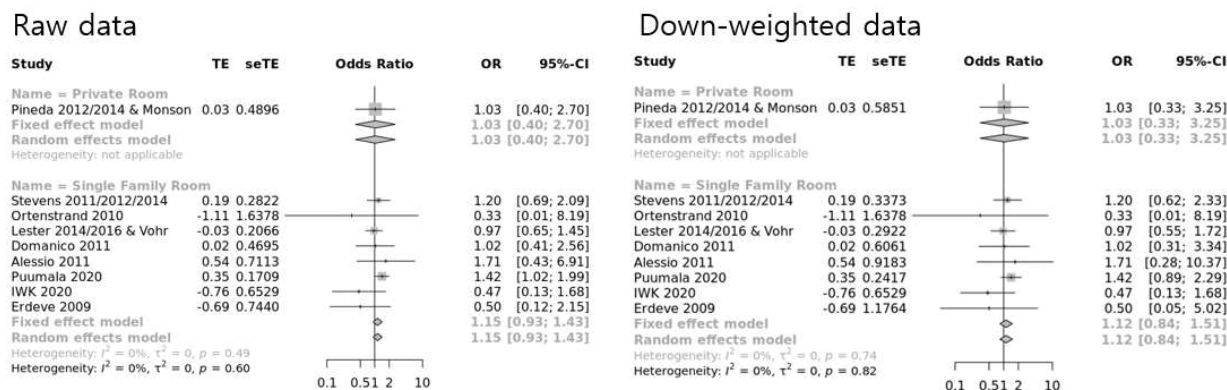 Raw data
Study TE seTE Odds Ratio OR 95%-CI
Name = Private Room
Pineda 2012/2014 & Monson 0.03 0.4896 1.03 [0.40; 2.70]
Fixed effect model 1.03 [0.40; 2.70]
Random effects model 1.03 [0.40; 2.70]
Heterogeneity: not applicable
Name = Single Family Room
Stevens 2011/2012/2014 0.19 0.2822 1.20 [0.69; 2.09]
Ortenstrand 2010 -1.11 1.6378 0.33 [0.01; 8.19]
Lester 2014/2016 & Vohr -0.03 0.2066 0.97 [0.65; 1.45]
Domanico 2011 0.02 0.4695 1.02 [0.41; 2.56]
Alessio 2011 0.54 0.7113 1.71 [0.43; 6.91]
Puumala 2020 0.35 0.1709 1.42 [1.02; 1.99]
IWK 2020 -0.76 0.6529 0.47 [0.13; 1.68]
Erdeve 2009 -0.69 0.7440 0.50 [0.12; 2.15]
Fixed effect model 1.15 [0.93; 1.43]
Random effects model 1.15 [0.93; 1.43]
Heterogeneity: I² = 0%, τ² = 0, p = 0.49
Heterogeneity: I² = 0%, τ² = 0, p = 0.60
0.1 0.5 1 2 10
Down-weighted data
Study TE seTE Odds Ratio OR 95%-CI
Name = Private Room
Pineda 2012/2014 & Monson 0.03 0.5851 1.03 [0.33; 3.25]
Fixed effect model 1.03 [0.33; 3.25]
Random effects model 1.03 [0.33; 3.25]
Heterogeneity: not applicable
Name = Single Family Room
Stevens 2011/2012/2014 0.19 0.3373 1.20 [0.62; 2.33]
Ortenstrand 2010 -1.11 1.6378 0.33 [0.01; 8.19]
Lester 2014/2016 & Vohr -0.03 0.2922 0.97 [0.55; 1.72]
Domanico 2011 0.02 0.6061 1.02 [0.31; 3.34]
Alessio 2011 0.54 0.9183 1.71 [0.28; 10.37]
Puumala 2020 0.35 0.2417 1.42 [0.89; 2.29]
IWK 2020 -0.76 0.6529 0.47 [0.13; 1.68]
Erdeve 2009 -0.69 1.1764 0.50 [0.05; 5.02]
Fixed effect model 1.12 [0.84; 1.51]
Random effects model 1.12 [0.84; 1.51]
Heterogeneity: I² = 0%, τ² = 0, p = 0.74
Heterogeneity: I² = 0%, τ² = 0, p = 0.82
0.1 0.5 1 2 10